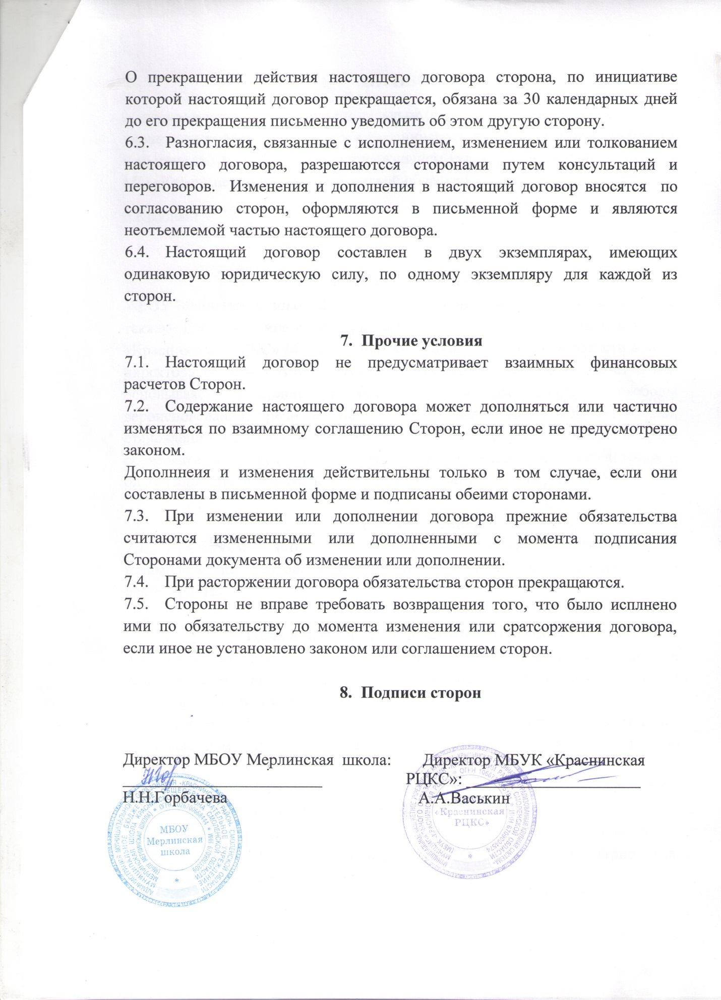 О прекращении действия настоящего договора сторона, по инициативе
которой настоящий договор прекращается, обязана за 30 календарных дней
до его прекращения письменно уведомить об этом другую сторону.
6.3. Разногласия, связанные с исполнением, изменением или толкованием
настоящего договора, разрешаютсся сторонами путем консультаций и
переговоров. Изменения и дополнения в настоящий договор вносятся по
согласованию сторон, оформляются в письменной форме и являются
неотъемлемой частью настоящего договора.
6.4. Настоящий договор составлен в двух экземплярах, имеющих
одинаковую юридическую силу, по одному экземпляру для каждой из
сторон.
7. Прочие условия
7.1. Настоящий договор не предусматривает взаимных финансовых
расчетов Сторон.
7.2. Содержание настоящего договора может дополняться или частично
изменяться по взаимному соглашению Сторон, если иное не предусмотрено
законом.
Дополннеия и изменения действительны только в том случае, если они
составлены в письменной форме и подписаны обеими сторонами.
7.3. При изменении или дополнении договора прежние обязательства
считаются измененными или дополненными с момента подписания
Сторонами документа об изменении или дополнении.
7.4. При расторжении договора обязательства сторон прекращаются.
7.5. Стороны не вправе требовать возвращения того, что было исплнено
ими по обязательству до момента изменения или сратсоржения договора,
если иное не установлено законом или соглашением сторон.
8. Подписи сторон
Директор МБОУ Мерлинская школа:
Н.Н.Горбачева
МБОУ
Мерлинская
школа
Директор МБУК «Краснинская
РЦКС»:
А.А.Васькин
«Краснинская
РЦКС»